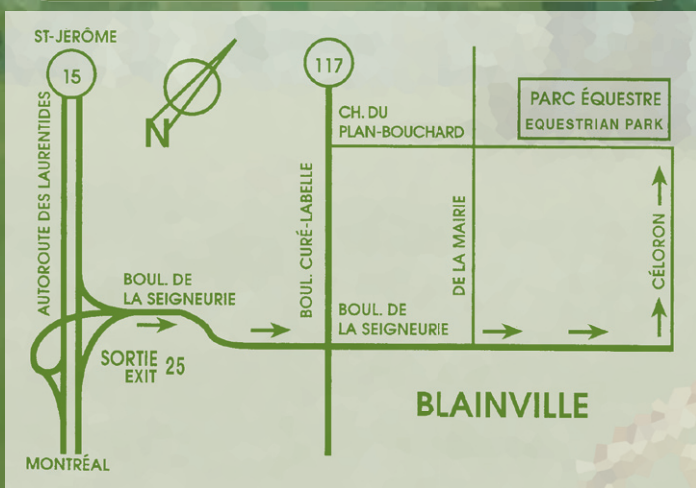 ST-JERÔME
15
AUTOROUTE DES LAURENTIDES
N
117
CH. DU
PLAN-BOUCHARD
PARC ÉQUESTRE
EQUESTRIAN PARK
BOUL. CURÉ-LABELLE
DE LA MAIRIE
CÉLORON
BOUL. DE
LA SEIGNEURIE
BOUL. DE
LA SEIGNEURIE
SORTIE 25
EXIT
BLAINVILLE
MONTRÉAL